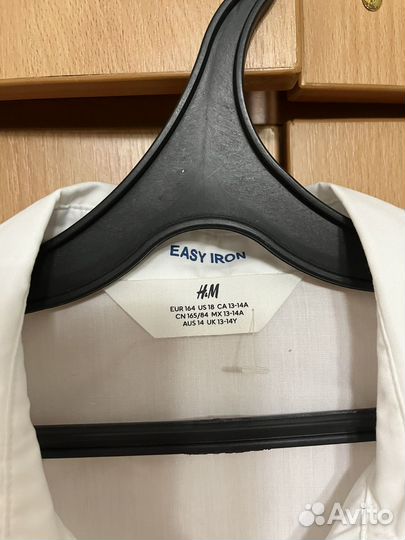 EASY IRON
H&M
EUR 164 US 18 CA 13-14A
CN 165/84 MX 13-14A
AUS 14 UK 13-14Y
Avito